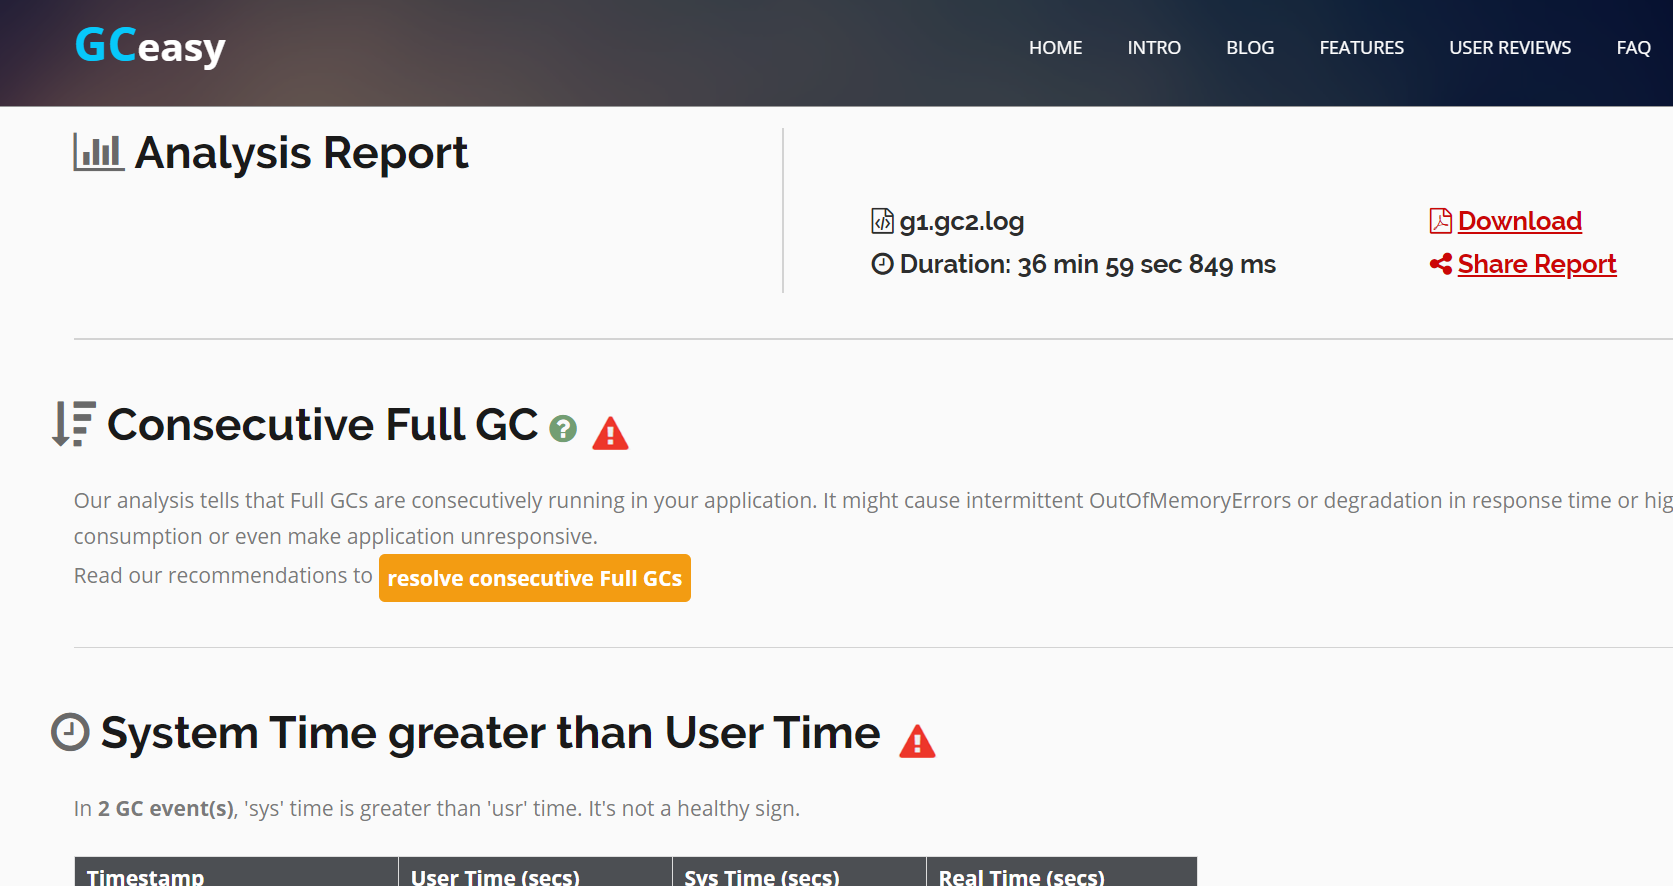 GCeasy
HOME INTRO BLOG FEATURES USER REVIEWS FAQ
Analysis Report
g1.gc2.log
Download
Duration: 36 min 59 sec 849 ms
Share Report
Consecutive Full GC
Our analysis tells that Full GCs are consecutively running in your application. It might cause intermittent OutOfMemoryErrors or degradation in response time or hig
consumption or even make application unresponsive.
Read our recommendations to resolve consecutive Full GCs
System Time greater than User Time
In 2 GC event(s), 'sys' time is greater than 'usr' time. It's not a healthy sign.
Timestamp User Time (secs) Sys Time (secs) Real Time (secs)